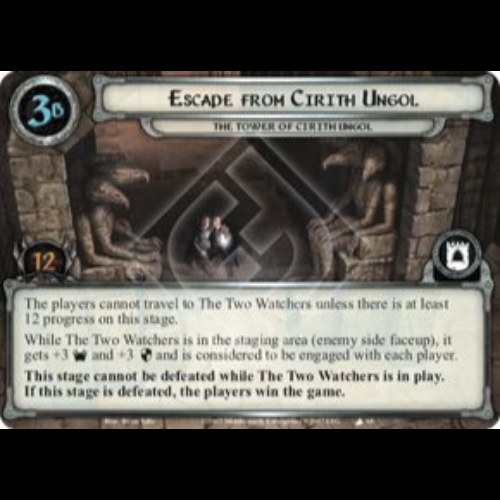 3B
ESCAPE FROM CIRITH UNGOL
THE TOWER OF CIRITH UNGOL
12
The players cannot travel to The Two Watchers unless there is at least
12 progress on this stage.
While The Two Watchers is in the staging area (enemy side faceup), it
gets +3 and +3 and is considered to be engaged with each player.
This stage cannot be defeated while The Two Watchers is in play.
If this stage is defeated, the players win the game.